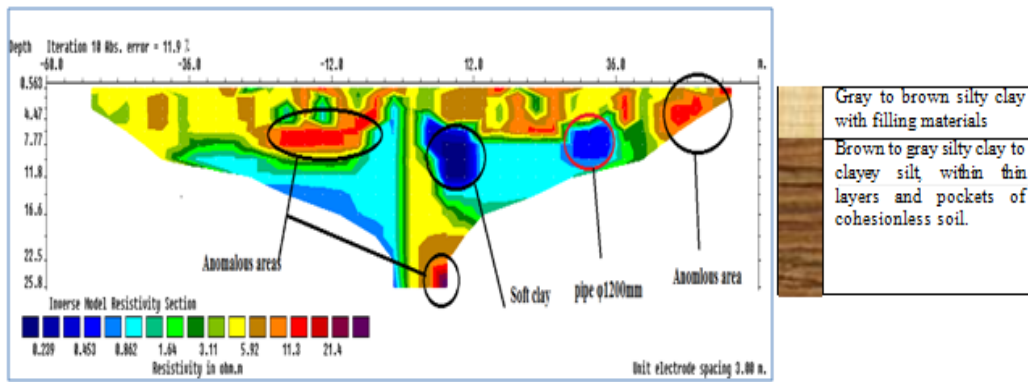 Depth Iteration 10 Abs. error = 11.9 %
-60.0 -36.0 -12.0 12.0 36.0 m.
0.563
4.47
7.77
11.8
16.6
22.5
25.8
Anomalous areas
Soft clay
pipe φ1200mm
Anomlous area
Inverse Model Resistivity Section
0.239 0.453 0.862 1.64 3.11 5.92 11.3 21.4
Resistivity in ohm.m
Unit electrode spacing 3.00 m.
Gray to brown silty clay
with filling materials
Brown to gray silty clay to
clayey silt, within thin
layers and pockets of
cohesionless soil.